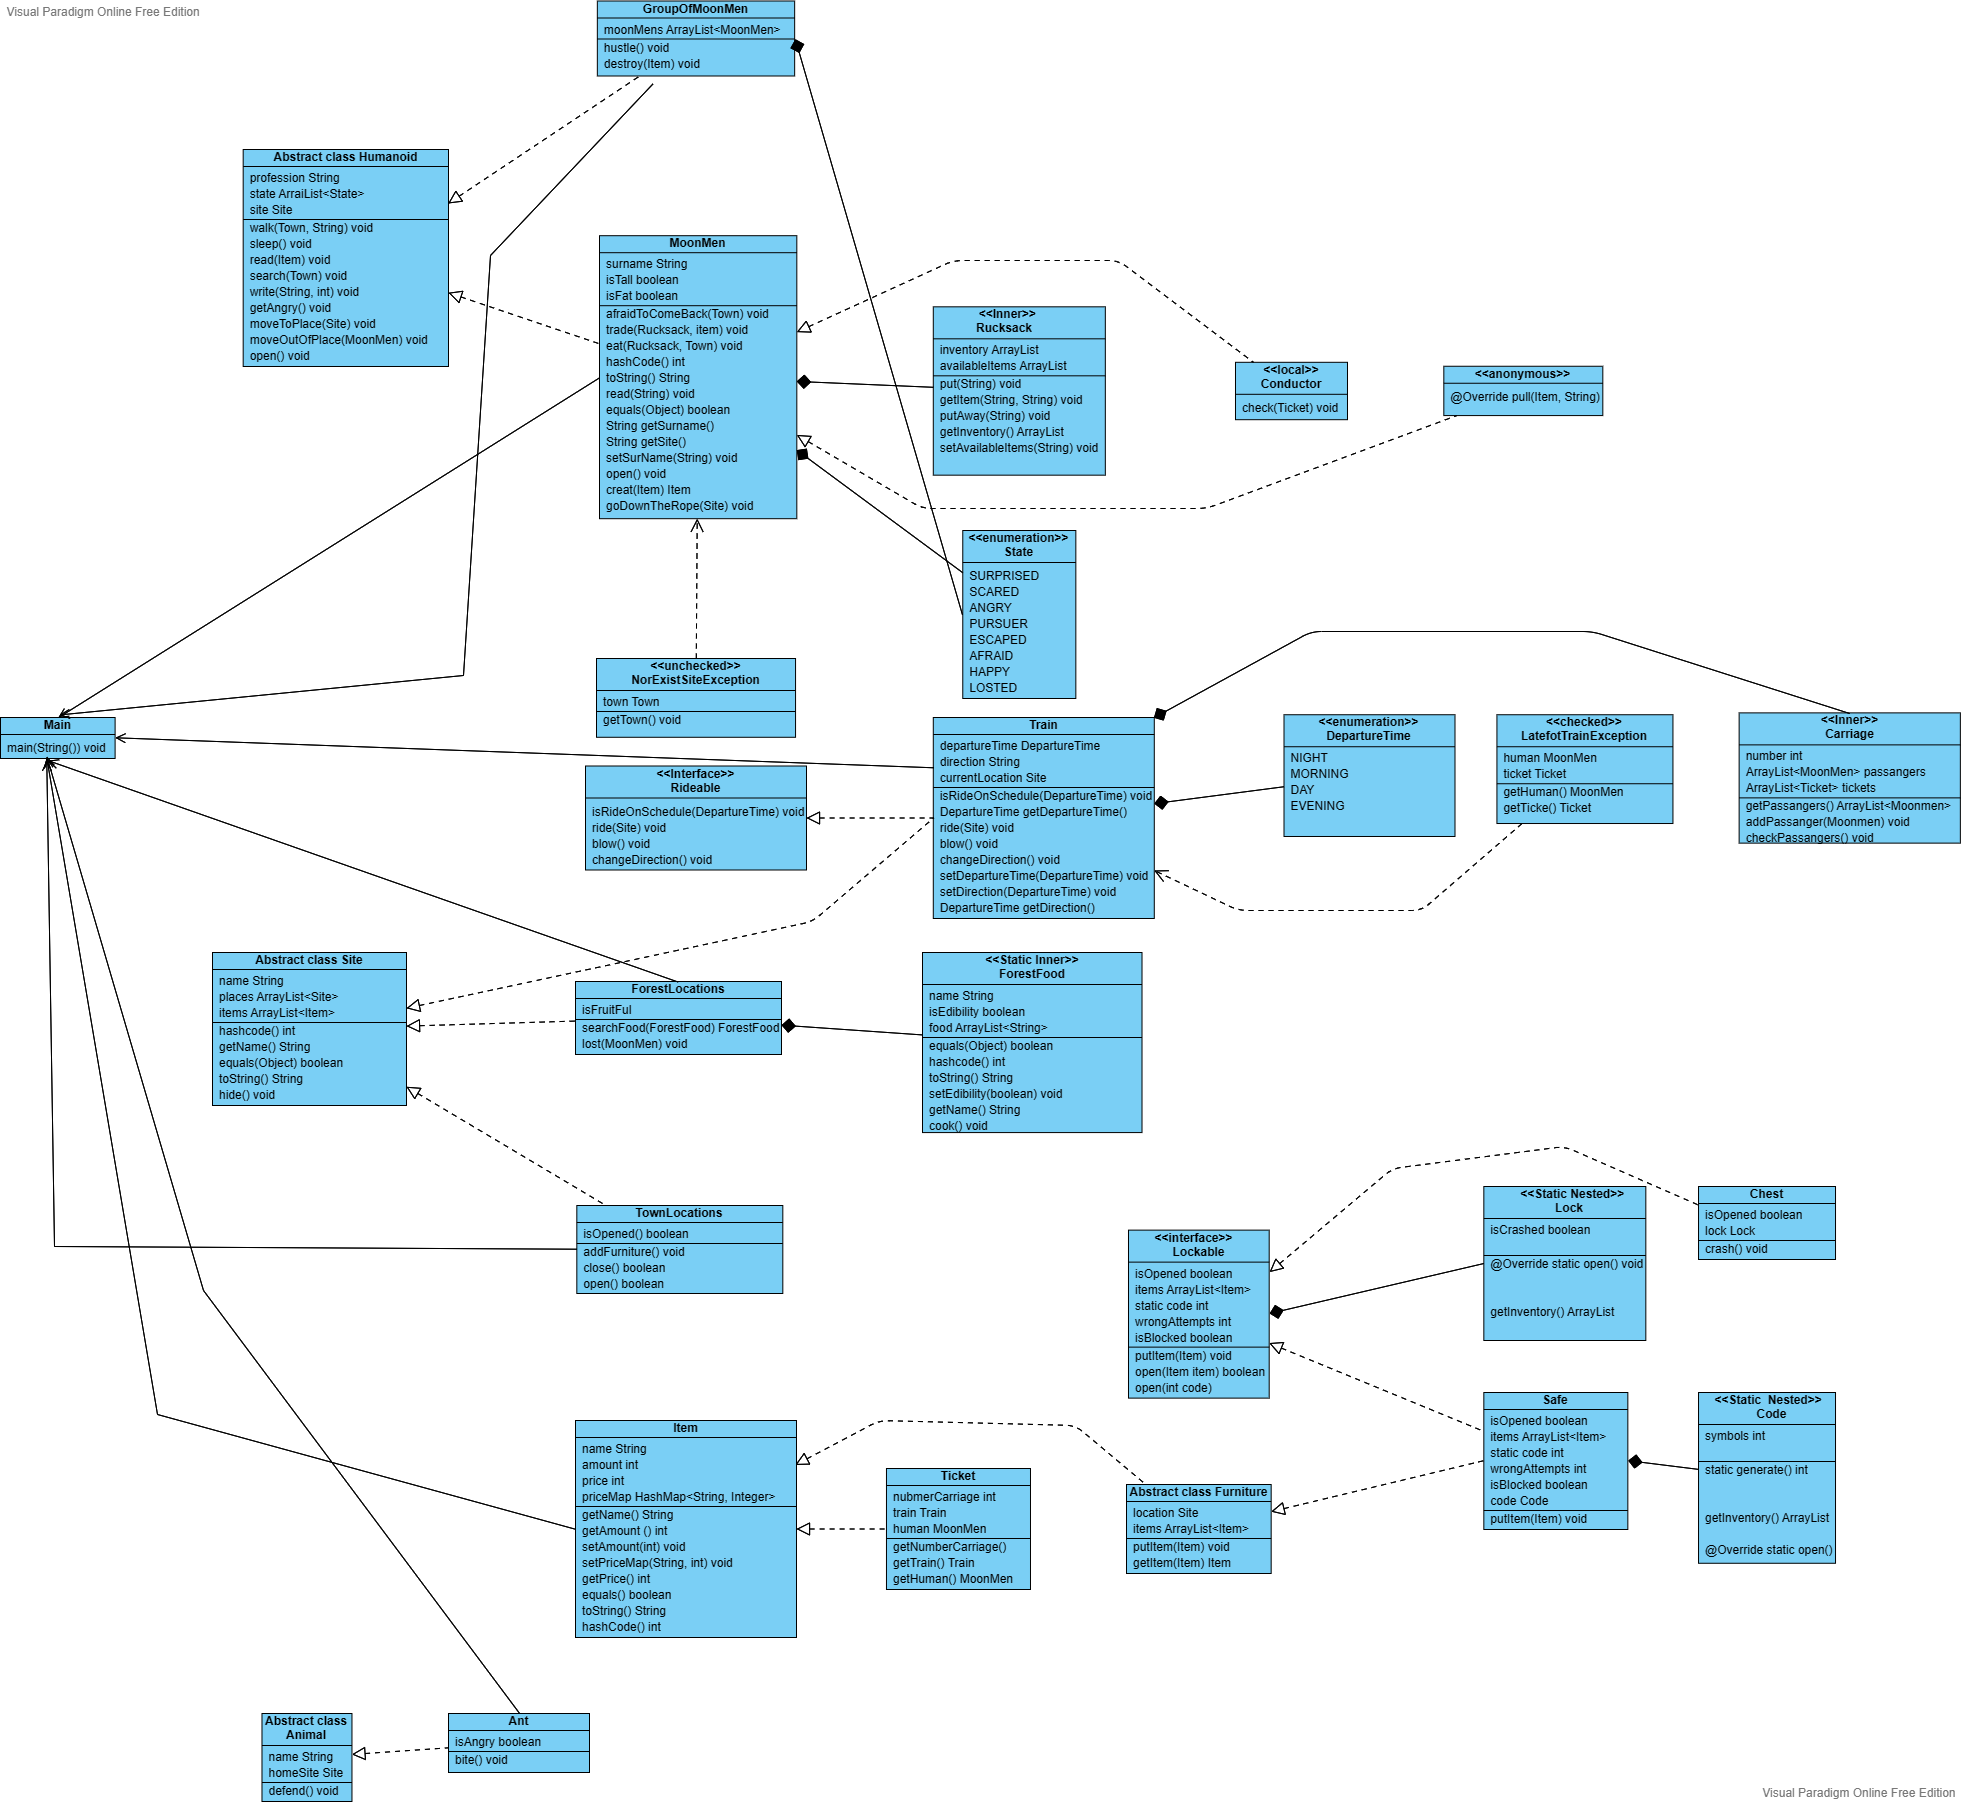 Visual Paradigm Online Free Edition
GroupOfMoonMen
moonMens ArrayList<MoonMen>
hustle() void
destroy(Item) void
Abstract class Humanoid
profession String
state ArraiList<State>
site Site
walk(Town, String) void
sleep() void
read(Item) void
search(Town) void
write(String, int) void
getAngry() void
moveToPlace(Site) void
moveOutOfPlace(MoonMen) void
open() void
MoonMen
surname String
isTall boolean
isFat boolean
afraidToComeBack(Town) void
trade(Rucksack, item) void
eat(Rucksack, Town) void
hashCode() int
toString() String
read(String) void
equals(Object) boolean
String getSurname()
String getSite()
setSurName(String) void
open() void
creat(Item) Item
goDownTheRope(Site) void
<<Inner>>
Rucksack
inventory ArrayList
availableItems ArrayList
put(String) void
getItem(String, String) void
putAway(String) void
getInventory() ArrayList
setAvailableItems(String) void
<<local>>
Conductor
check(Ticket) void
<<anonymous>>
@Override pull(Item, String)
<<enumeration>>
State
SURPRISED
SCARED
ANGRY
PURSUER
ESCAPED
AFRAID
HAPPY
LOSTED
<<unchecked>>
NorExistSiteException
town Town
getTown() void
Main
main(String()) void
<<Interface>>
Rideable
isRideOnSchedule(DepartureTime) void
ride(Site) void
blow() void
changeDirection() void
Train
departureTime DepartureTime
direction String
currentLocation Site
isRideOnSchedule(DepartureTime) void
DepartureTime getDepartureTime()
ride(Site) void
blow() void
changeDirection() void
setDepartureTime(DepartureTime) void
setDirection(DepartureTime) void
DepartureTime getDirection()
<<enumeration>>
DepartureTime
NIGHT
MORNING
DAY
EVENING
<<checked>>
LatefotTrainException
human MoonMen
ticket Ticket
getHuman() MoonMen
getTicke() Ticket
<<Inner>>
Carriage
number int
ArrayList<MoonMen> passangers
ArrayList<Ticket> tickets
getPassangers() ArrayList<Moonmen>
addPassanger(Moonmen) void
checkPassangers() void
Abstract class Site
name String
places ArrayList<Site>
items ArrayList<Item>
hashcode() int
getName() String
equals(Object) boolean
toString() String
hide() void
ForestLocations
isFruitFul
searchFood(ForestFood) ForestFood
lost(MoonMen) void
<<Static Inner>>
ForestFood
name String
isEdibility boolean
food ArrayList<String>
equals(Object) boolean
hashcode() int
toString() String
setEdibility(boolean) void
getName() String
cook() void
TownLocations
isOpened() boolean
addFurniture() void
close() boolean
open() boolean
<<interface>>
Lockable
isOpened boolean
items ArrayList<Item>
static code int
wrongAttempts int
isBlocked boolean
putItem(Item) void
open(Item item) boolean
open(int code)
<<Static Nested>>
Lock
isCrashed boolean
@Override static open() void
getInventory() ArrayList
Chest
isOpened boolean
lock Lock
crash() void
Safe
isOpened boolean
items ArrayList<Item>
static code int
wrongAttempts int
isBlocked boolean
code Code
putItem(Item) void
<<Static  Nested>>
Code
symbols int
static generate() int
getInventory() ArrayList
@Override static open()
Item
name String
amount int
price int
priceMap HashMap<String, Integer>
getName() String
getAmount () int
setAmount(int) void
setPriceMap(String, int) void
getPrice() int
equals() boolean
toString() String
hashCode() int
Ticket
nubmerCarriage int
train Train
human MoonMen
getNumberCarriage()
getTrain() Train
getHuman() MoonMen
Abstract class Furniture
location Site
items ArrayList<Item>
putItem(Item) void
getItem(Item) Item
Abstract class
Animal
name String
homeSite Site
defend() void
Ant
isAngry boolean
bite() void
Visual Paradigm Online Free Edition